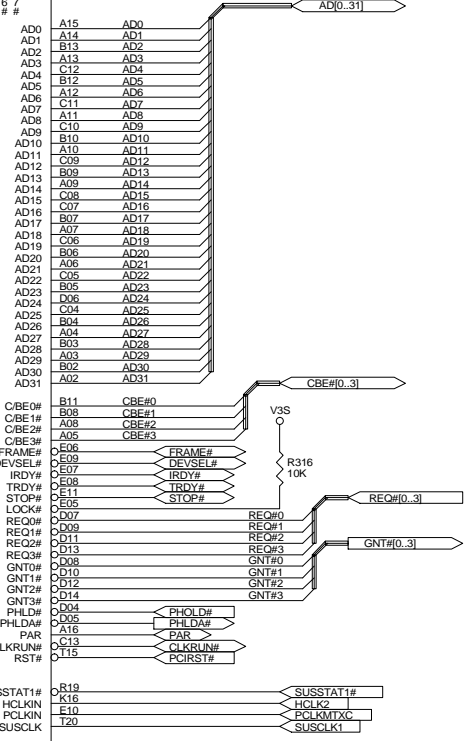 6 7
# #
AD[0..31]
AD0 A15 AD0
AD1 A14 AD1
AD2 B13 AD2
AD3 A13 AD3
AD4 C12 AD4
AD5 B12 AD5
AD6 A12 AD6
AD7 C11 AD7
AD8 A11 AD8
AD9 C10 AD9
AD10 B10 AD10
AD11 A10 AD11
AD12 C09 AD12
AD13 B09 AD13
AD14 A09 AD14
AD15 C08 AD15
AD16 C07 AD16
AD17 B07 AD17
AD18 A07 AD18
AD19 C06 AD19
AD20 B06 AD20
AD21 A06 AD21
AD22 C05 AD22
AD23 B05 AD23
AD24 D06 AD24
AD25 C04 AD25
AD26 B04 AD26
AD27 A04 AD27
AD28 B03 AD28
AD29 A03 AD29
AD30 B02 AD30
AD31 A02 AD31
CBE#[0..3]
C/BE0# B11 CBE#0
C/BE1# B08 CBE#1
C/BE2# A08 CBE#2
C/BE3# A05 CBE#3
V3S
R316
10K
FRAME# E06 FRAME#
DEVSEL# E09 DEVSEL#
IRDY# E07 IRDY#
TRDY# E08 TRDY#
STOP# E11 STOP#
LOCK# E05
REQ#[0..3]
REQ0# D07 REQ#0
REQ1# D09 REQ#1
REQ2# D11 REQ#2
REQ3# D13 REQ#3
GNT#[0..3]
GNT0# D08 GNT#0
GNT1# D10 GNT#1
GNT2# D12 GNT#2
GNT3# D14 GNT#3
PHLD# D04 PHOLD#
PHLDA# D05 PHLDA#
PAR A16 PAR
LKRUN# C13 CLKRUN#
RST# T15 PCIRST#
SSTAT1# R19 SUSSTAT1#
HCLKIN K16 HCLK2
PCLKIN E10 PCLKMTXC
SUSCLK T20 SUSCLK1